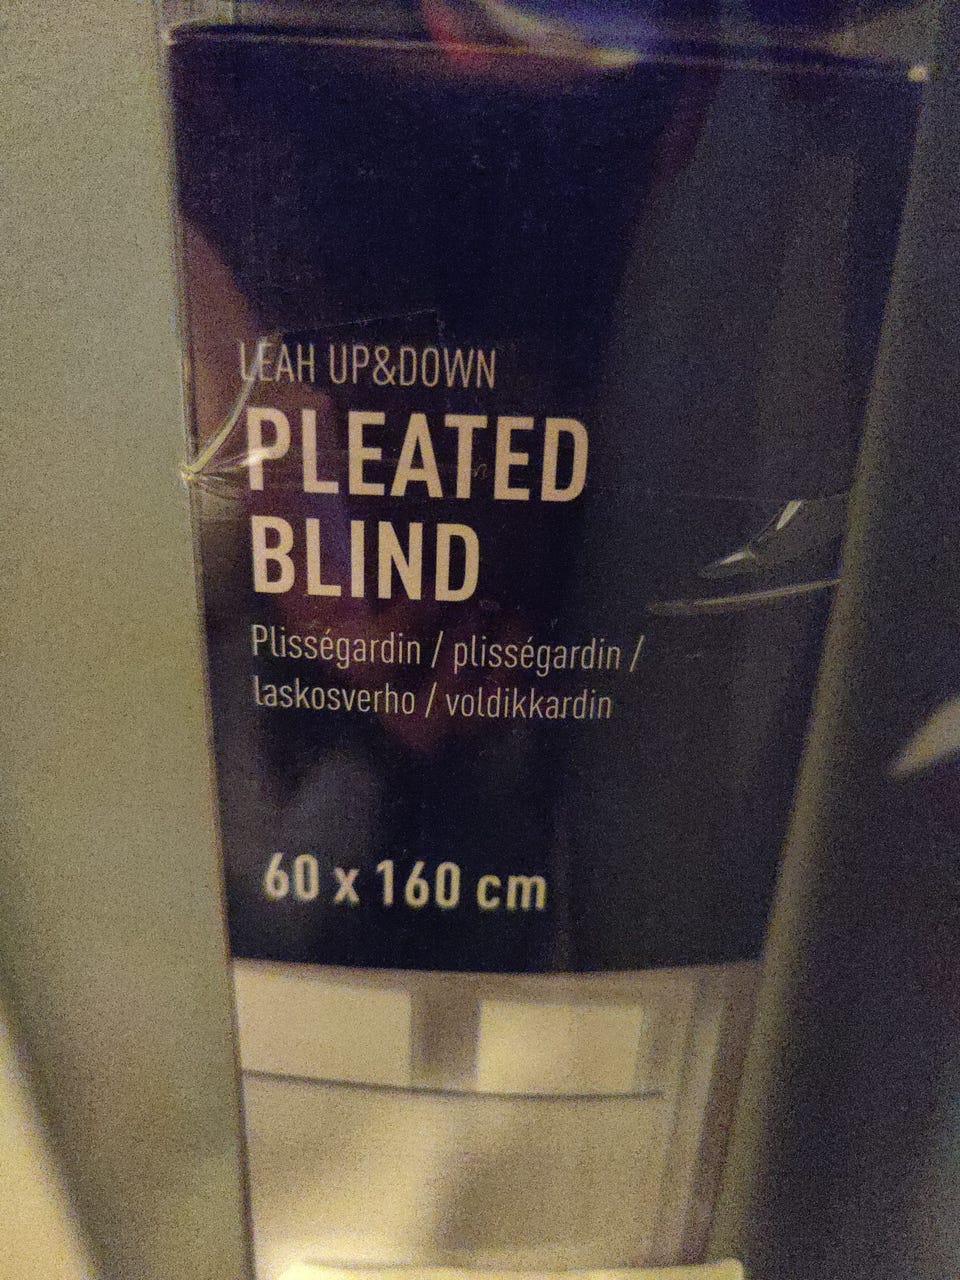 LEAH UP&DOWN
PLEATED
BLIND
Plisségardin / plisségardin /
laskosverho / voldikkardin
60 x 160 cm